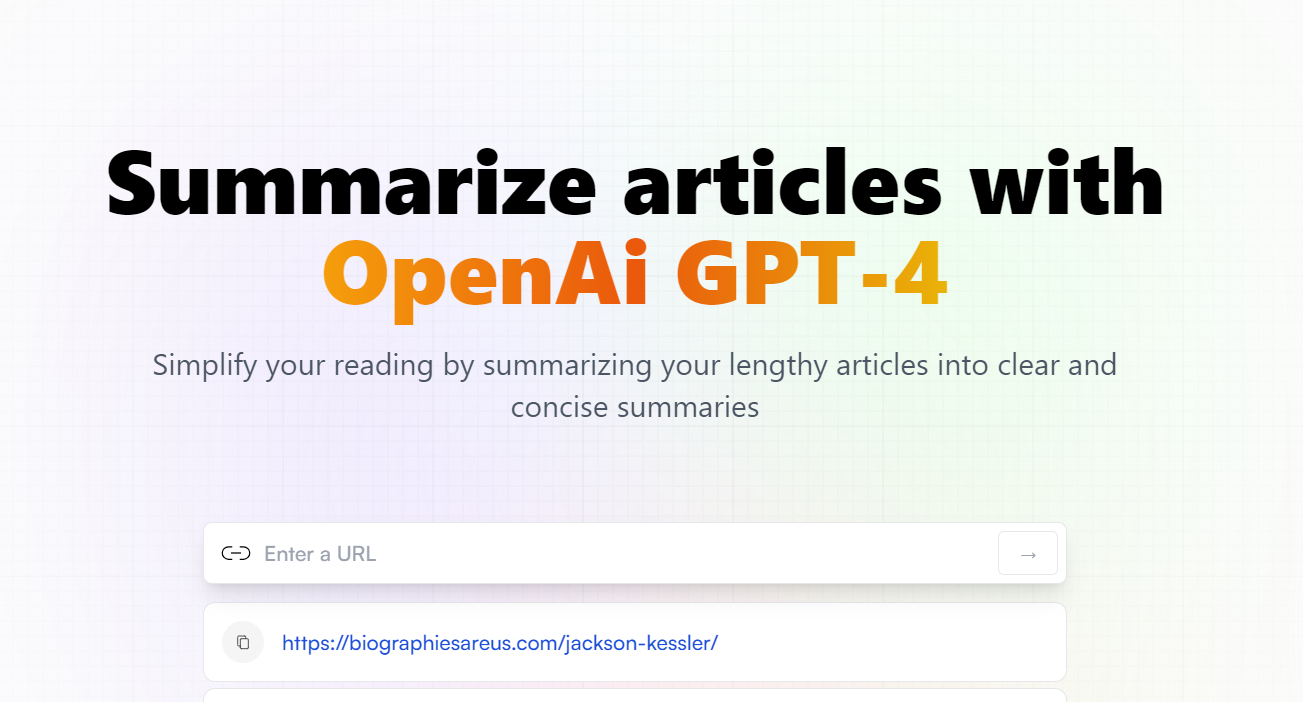 Summarize articles with
OpenAi GPT-4
Simplify your reading by summarizing your lengthy articles into clear and
concise summaries
Enter a URL
→
https://biographiesareus.com/jackson-kessler/